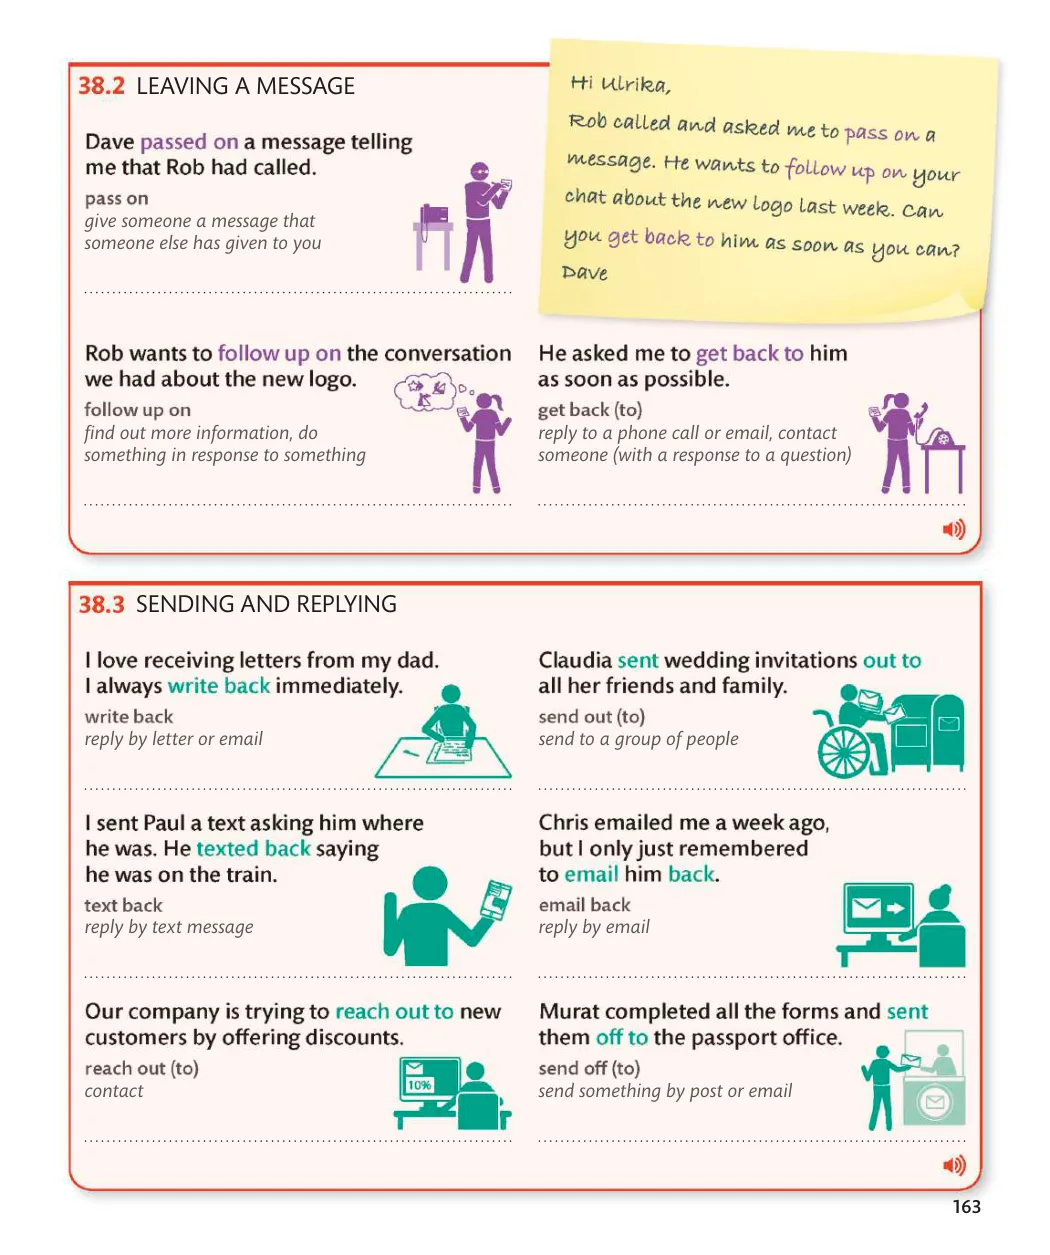 38.2 LEAVING A MESSAGE
Dave passed on a message telling
me that Rob had called.
pass on
give someone a message that
someone else has given to you
Hi Ulrika,
Rob called and asked me to pass on a
message. He wants to follow up on your
chat about the new logo last week. Can
you get back to him as soon as you can?
Dave
Rob wants to follow up on the conversation
we had about the new logo.
follow up on
find out more information, do
something in response to something
He asked me to get back to him
as soon as possible.
get back (to)
reply to a phone call or email, contact
someone (with a response to a question)
38.3 SENDING AND REPLYING
I love receiving letters from my dad.
I always write back immediately.
write back
reply by letter or email
Claudia sent wedding invitations out to
all her friends and family.
send out (to)
send to a group of people
I sent Paul a text asking him where
he was. He texted back saying
he was on the train.
text back
reply by text message
Chris emailed me a week ago,
but I only just remembered
to email him back.
email back
reply by email
Our company is trying to reach out to new
customers by offering discounts.
reach out (to)
contact
10%
Murat completed all the forms and sent
them off to the passport office.
send off (to)
send something by post or email
163